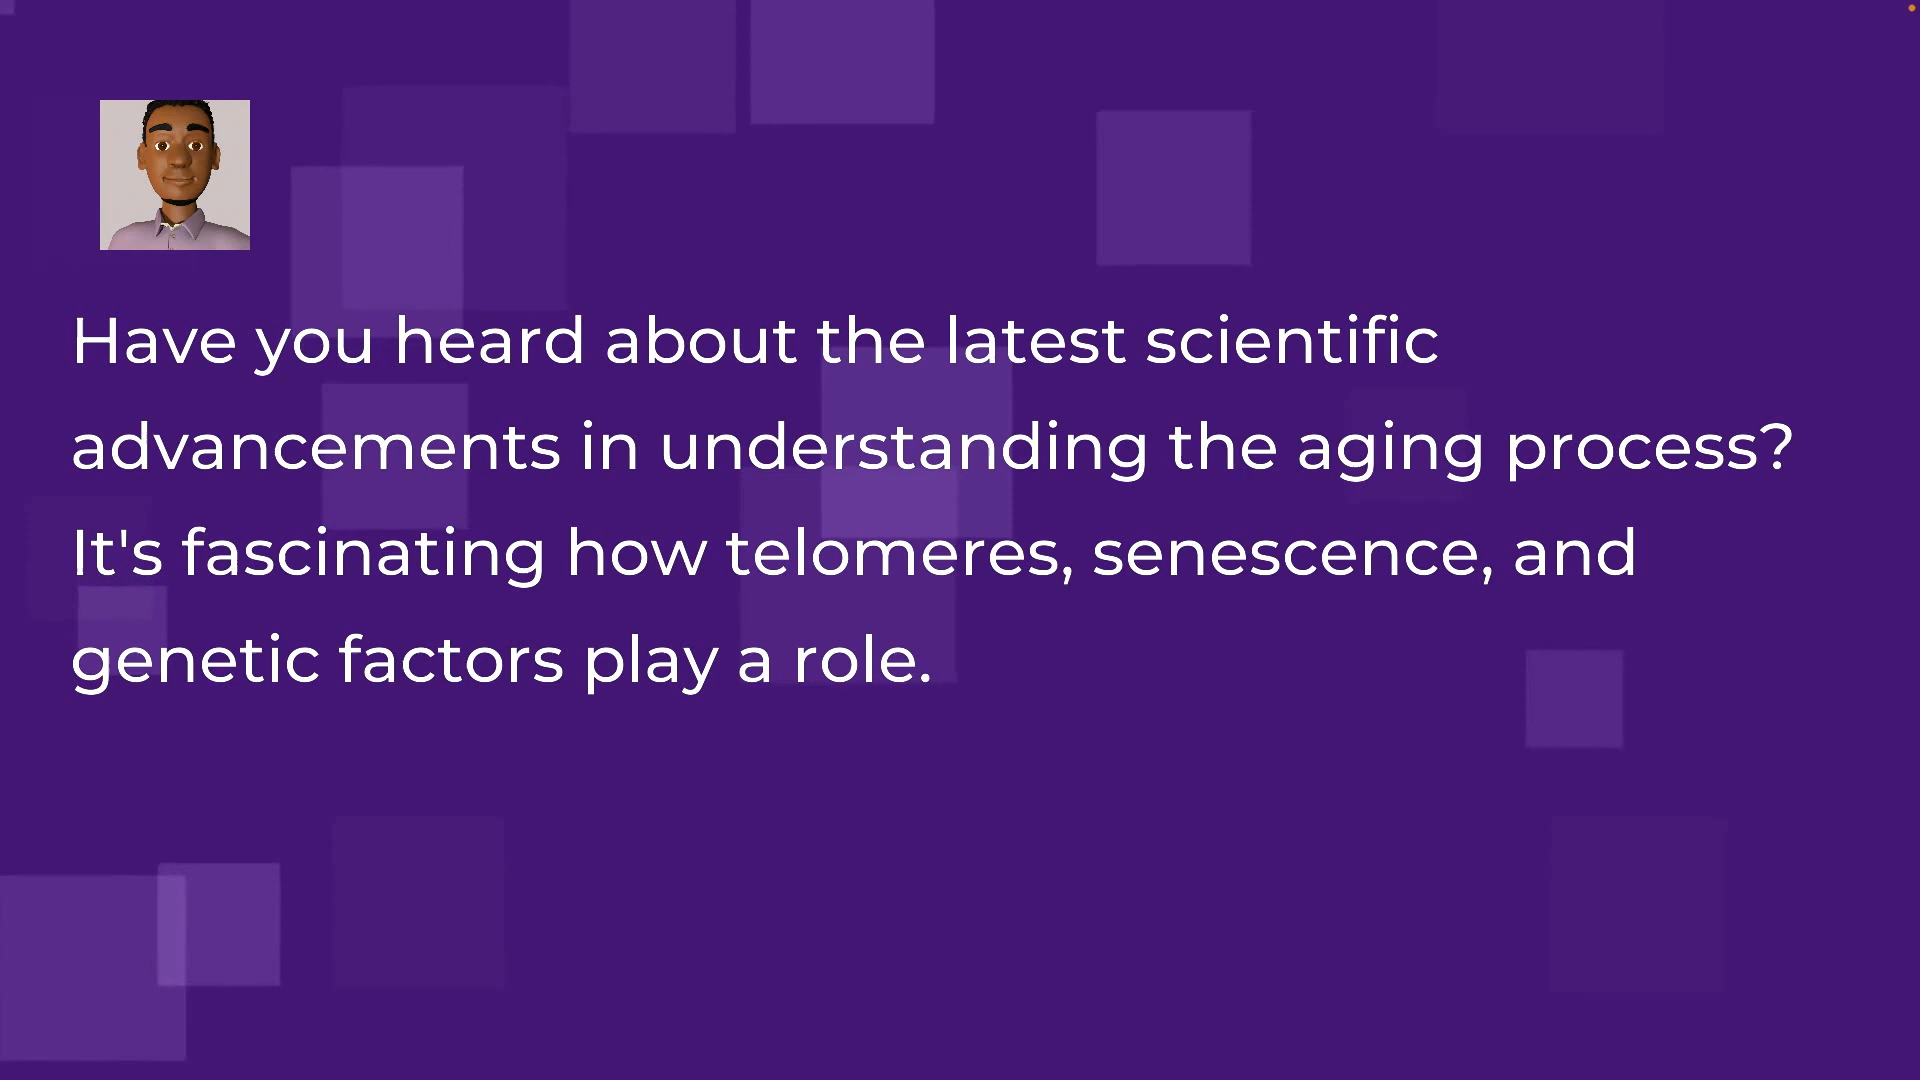 Have you heard about the latest scientific
advancements in understanding the aging process?
It's fascinating how telomeres, senescence, and
genetic factors play a role.